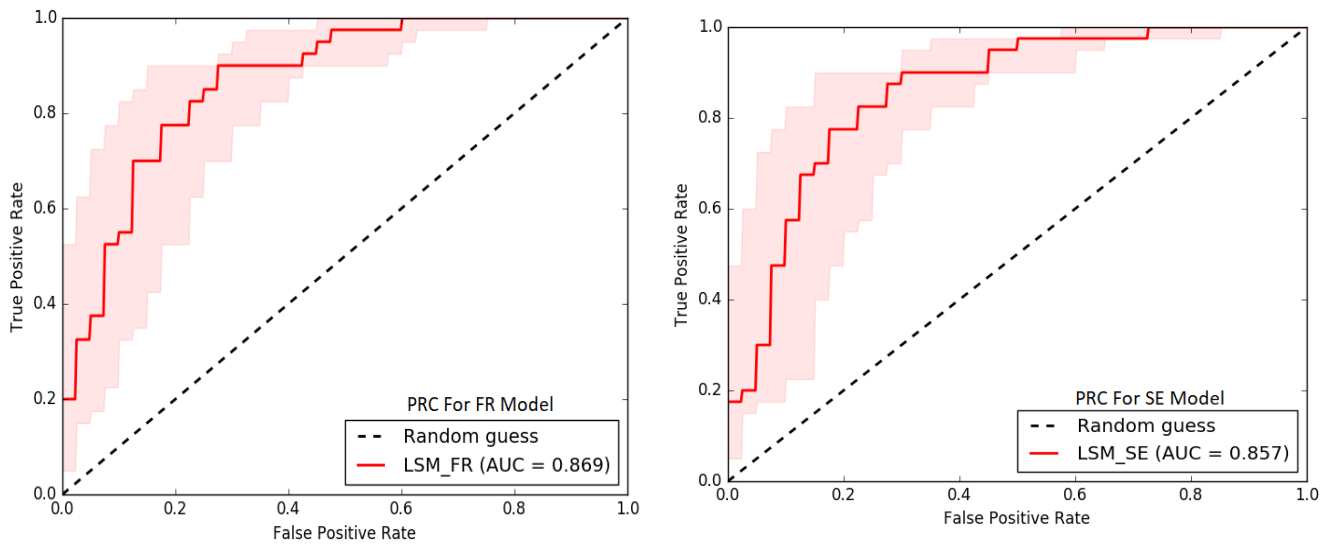 1.0
0.8
0.6
0.4
0.2
0.0
True Positive Rate
0.0 0.2 0.4 0.6 0.8 1.0
False Positive Rate
PRC For FR Model
Random guess
LSM_FR (AUC = 0.869)
1.0
0.8
0.6
0.4
0.2
0.0
True Positive Rate
0.0 0.2 0.4 0.6 0.8 1.0
False Positive Rate
PRC For SE Model
Random guess
LSM_SE (AUC = 0.857)